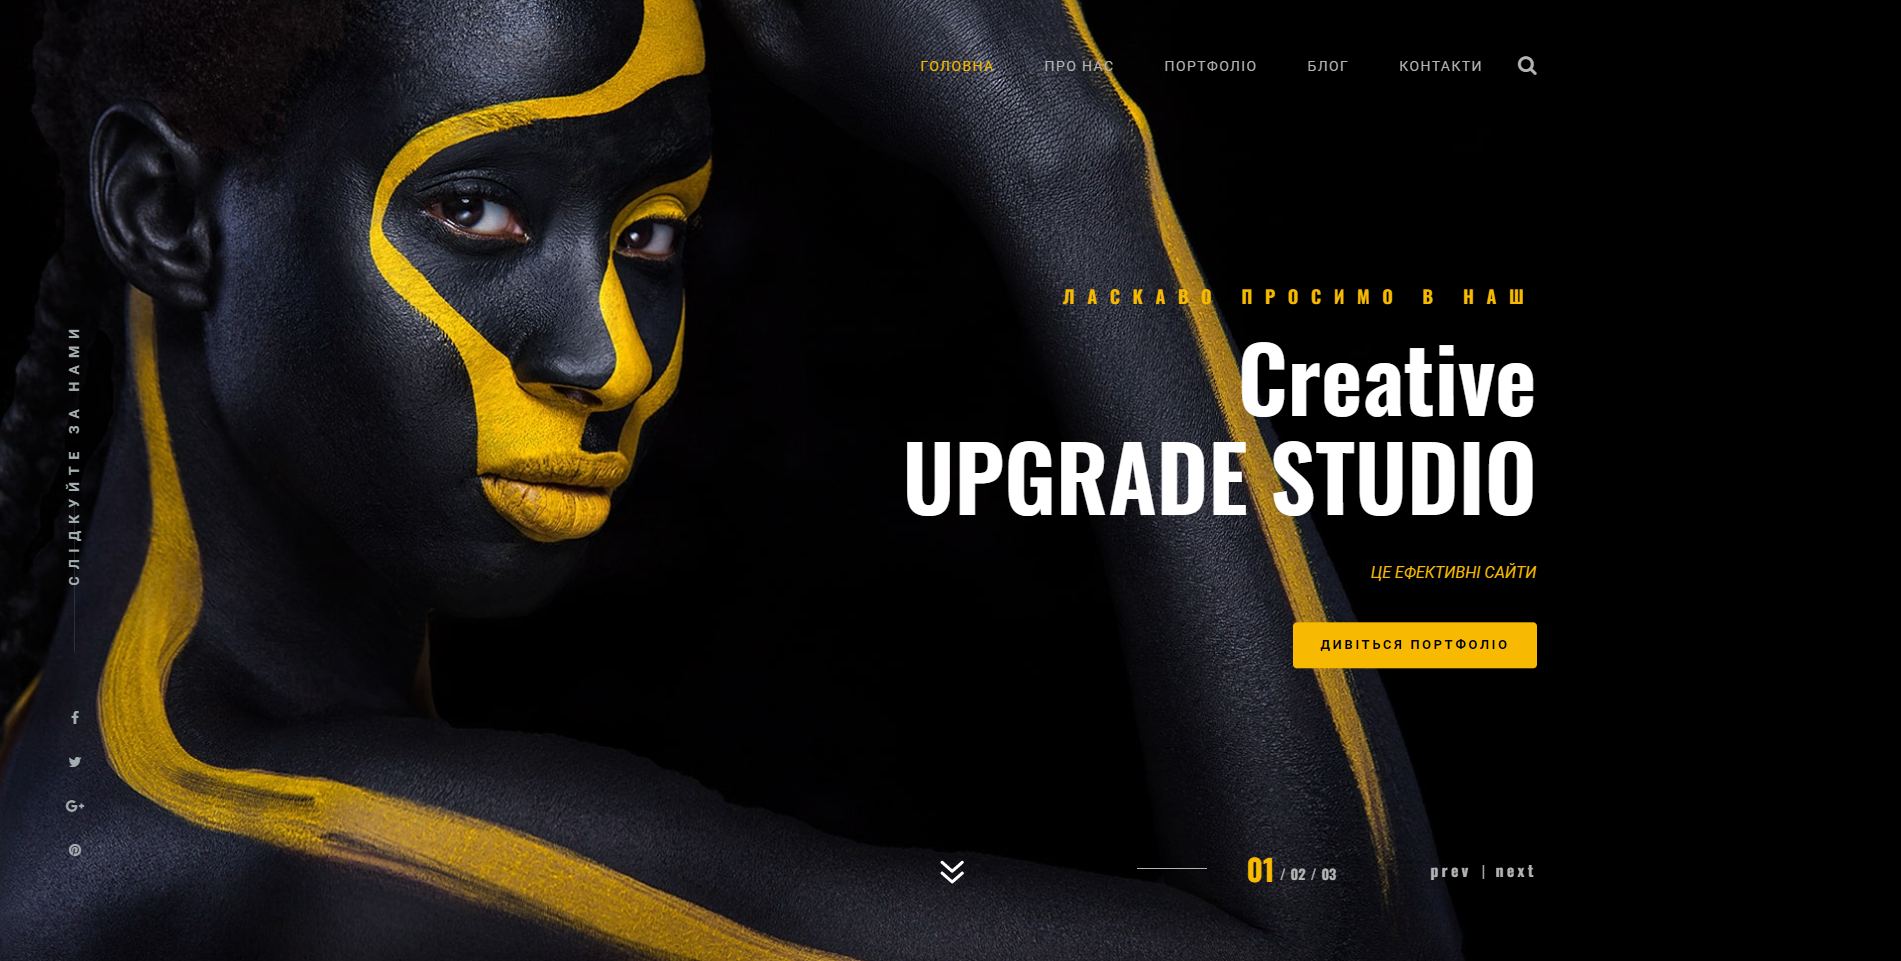 ГОЛОВНА ПРО НАС ПОРТФОЛІО БЛОГ КОНТАКТИ
СЛІДКУЙТЕ ЗА НАМИ
ЛАСКАВО ПРОСИМО В НАШ
Creative
UPGRADE STUDIO
ЦЕ ЕФЕКТИВНІ САЙТИ
ДИВІТЬСЯ ПОРТФОЛІО
01 / 02 / 03
prev | next